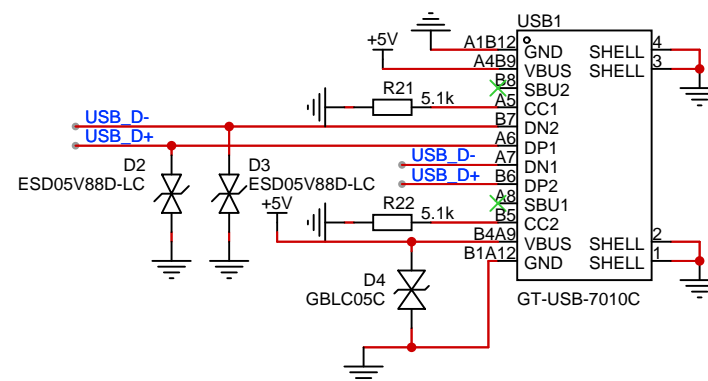 USB1
+5V
A1B12 GND SHELL 4
A4B9 VBUS SHELL 3
B8 SBU2
R21 5.1k A5 CC1
USB_D- B7 DN2
USB_D+ A6 DP1
USB_D- A7 DN1
USB_D+ B6 DP2
D2 D3
ESD05V88D-LC ESD05V88D-LC
A8 SBU1
+5V R22 5.1k B5 CC2
B4A9 VBUS SHELL 2
B1A12 GND SHELL 1
D4
GBLC05C
GT-USB-7010C